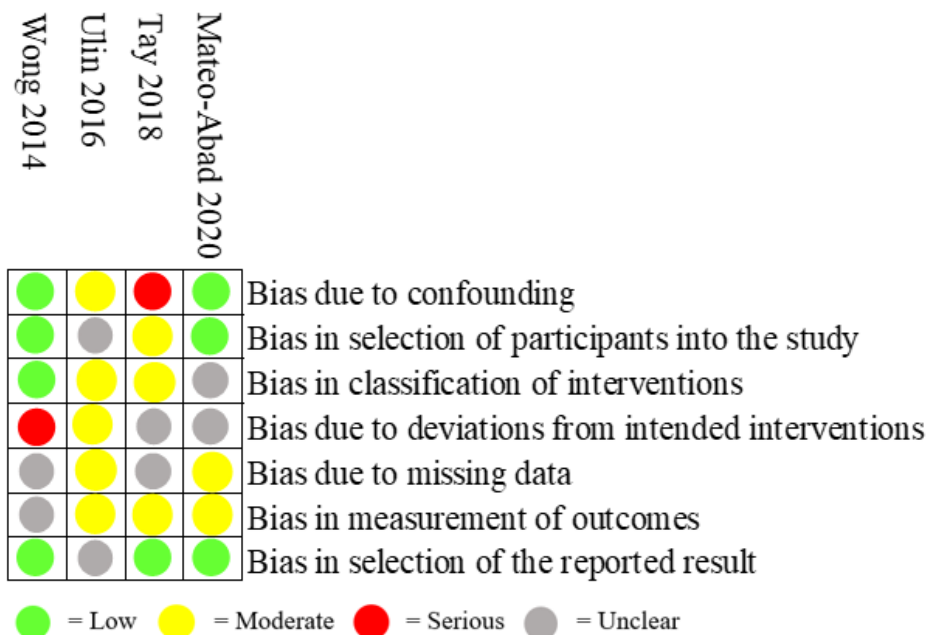 Wong 2014
Ulin 2016
Tay 2018
Mateo-Abad 2020
Bias due to confounding
Bias in selection of participants into the study
Bias in classification of interventions
Bias due to deviations from intended interventions
Bias due to missing data
Bias in measurement of outcomes
Bias in selection of the reported result
= Low = Moderate = Serious = Unclear